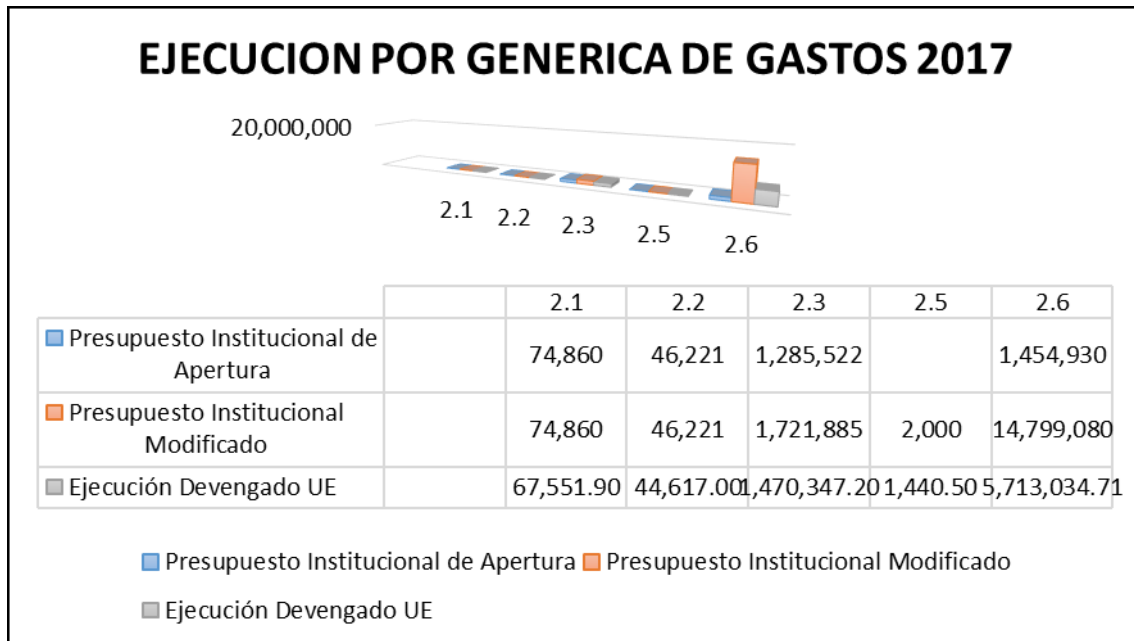 EJECUCION POR GENERICA DE GASTOS 2017
20,000,000
2.1 2.2 2.3 2.5 2.6
2.1 2.2 2.3 2.5 2.6
Presupuesto Institucional de
Apertura 74,860 46,221 1,285,522 1,454,930
Presupuesto Institucional
Modificado 74,860 46,221 1,721,885 2,000 14,799,080
Ejecución Devengado UE 67,551.90 44,617.00 1,470,347.20 1,440.50 5,713,034.71
Presupuesto Institucional de Apertura Presupuesto Institucional Modificado
Ejecución Devengado UE